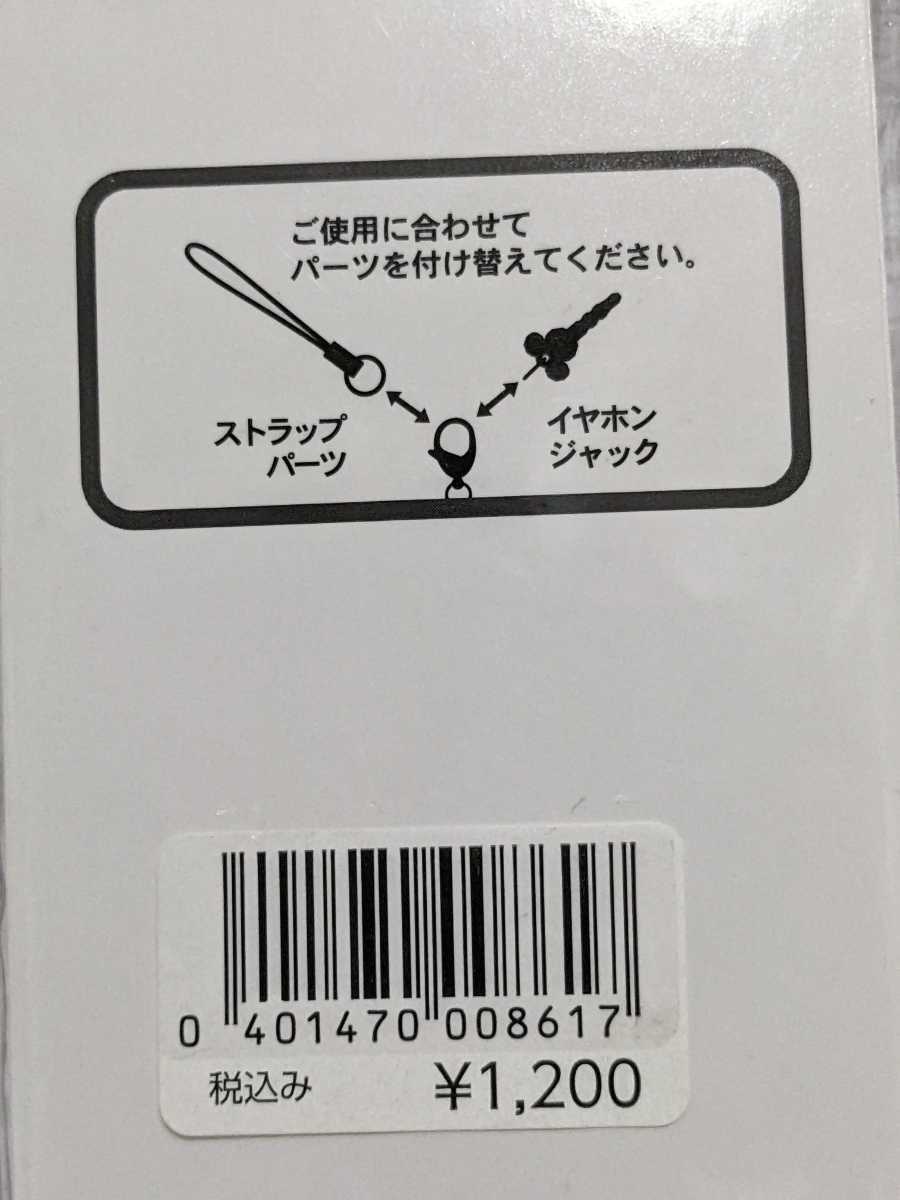 ご使用に合わせて
パーツを付け替えてください。
ストラップ
パーツ
イヤホン
ジャック
0 401470 008617
税込み ¥1,200